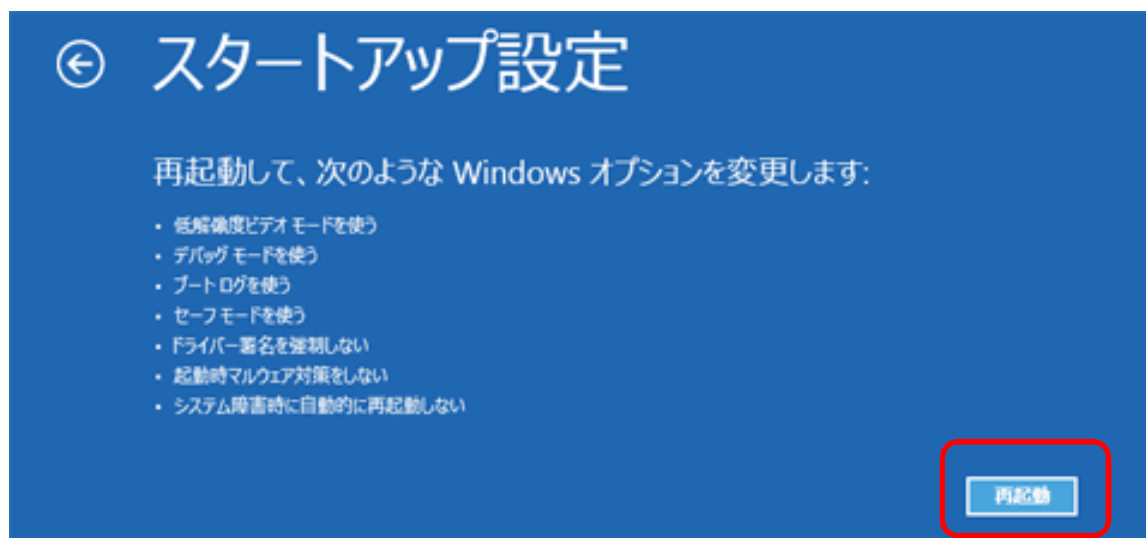 スタートアップ設定
再起動して、次のような Windows オプションを変更します:
・ 低解像度ビデオ モードを使う
・ デバッグ モードを使う
・ ブート ログを使う
・ セーフ モードを使う
・ ドライバー署名を強制しない
・ 起動時マルウェア対策をしない
・ システム障害時に自動的に再起動しない
再起動